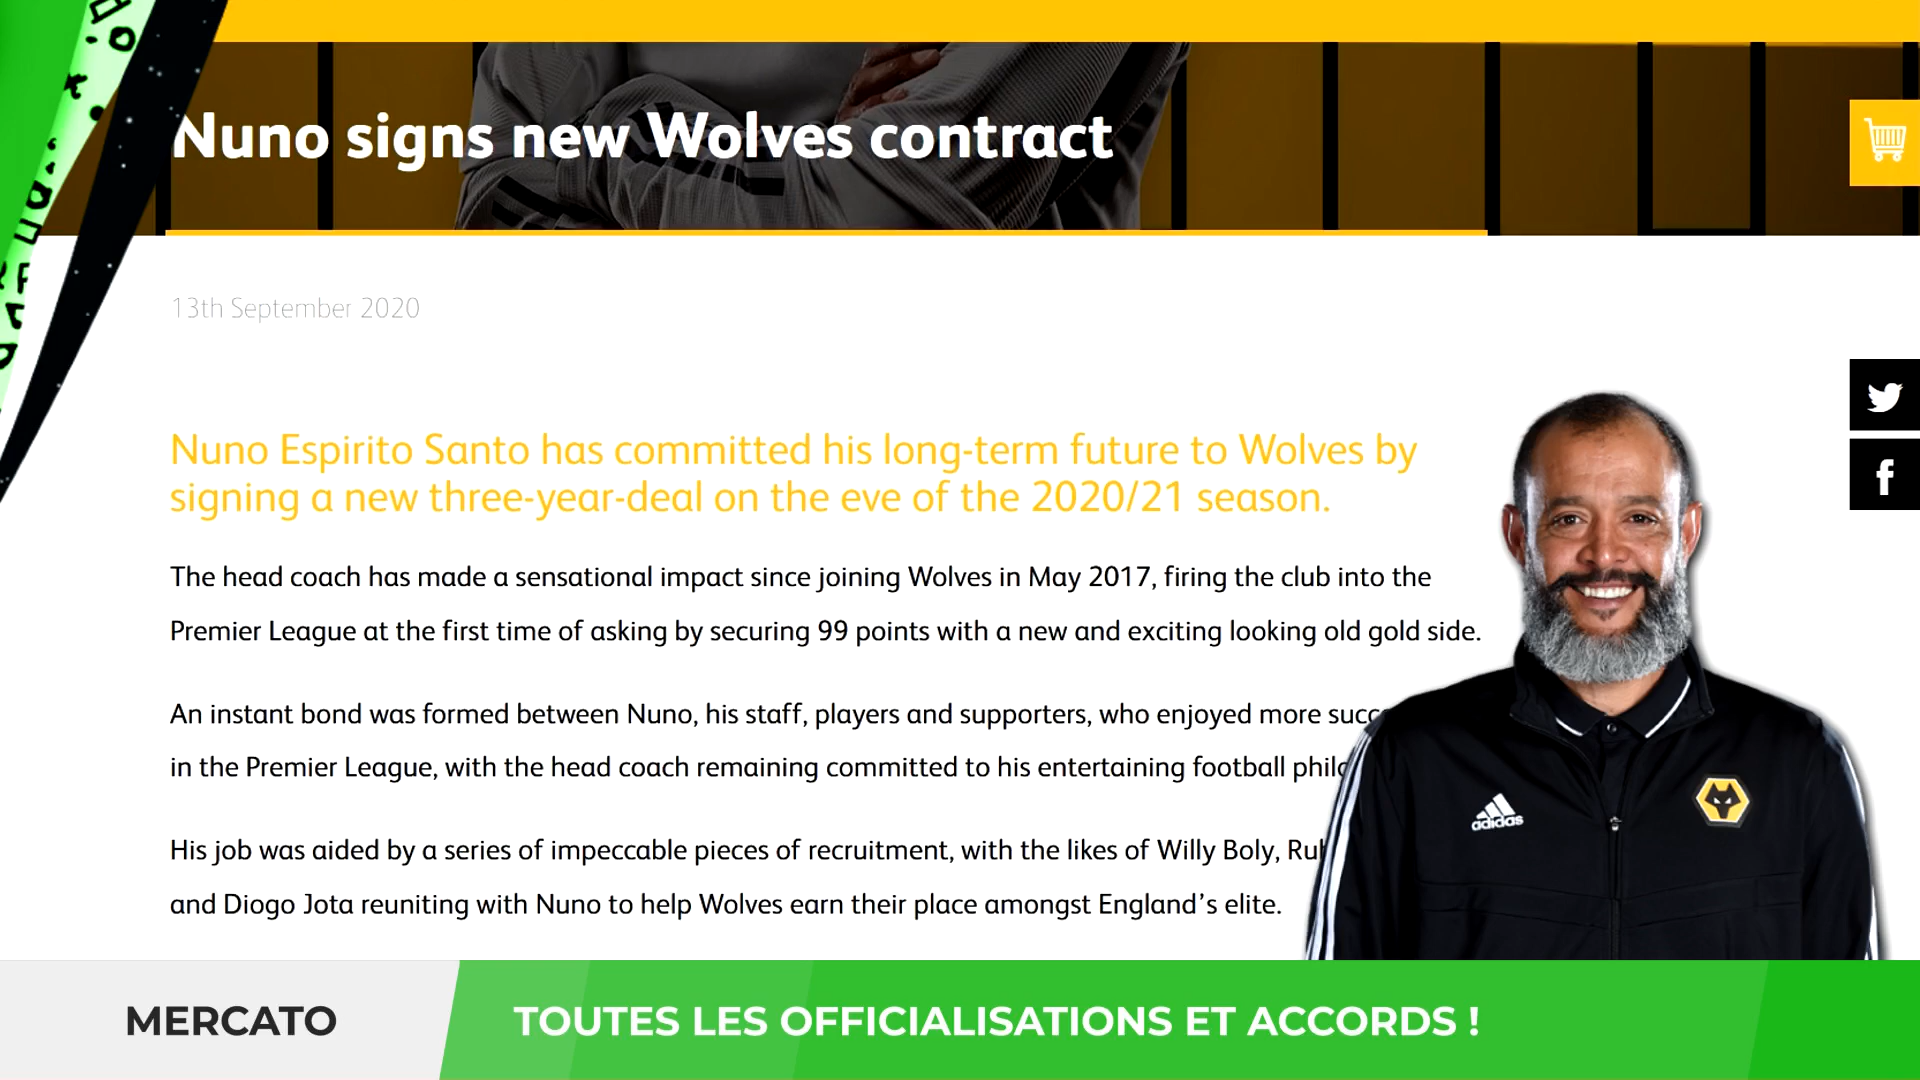 Nuno signs new Wolves contract
13th September 2020
Nuno Espirito Santo has committed his long-term future to Wolves by
signing a new three-year-deal on the eve of the 2020/21 season.
The head coach has made a sensational impact since joining Wolves in May 2017, firing the club into the
Premier League at the first time of asking by securing 99 points with a new and exciting looking old gold side.
An instant bond was formed between Nuno, his staff, players and supporters, who enjoyed more
in the Premier League, with the head coach remaining committed to his entertaining football
His job was aided by a series of impeccable pieces of recruitment, with the likes of Willy Boly,
and Diogo Jota reuniting with Nuno to help Wolves earn their place amongst England's elite.
adidas
MERCATO
TOUTES LES OFFICIALISATIONS ET ACCORDS !